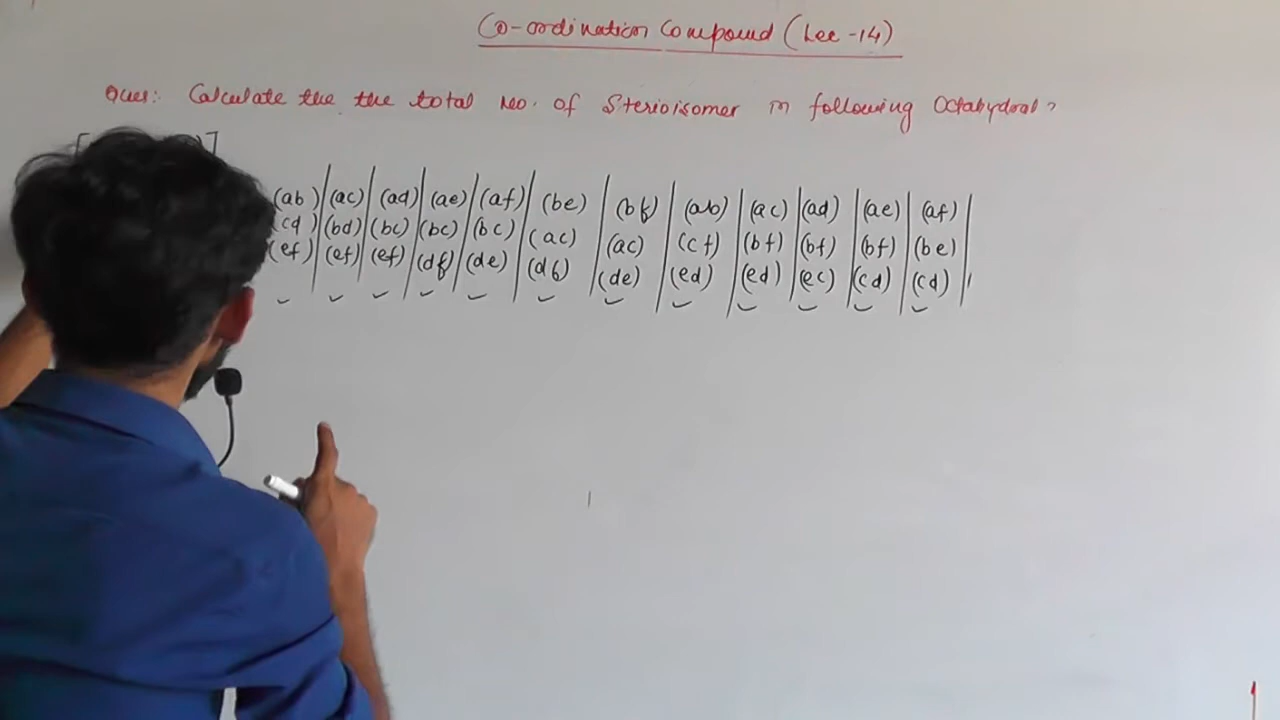 Co-ordination Compound (Lec -14)
Ques: Calculate the the total no. of Sterioisomer in following Octahydral?
(ab) (ac) (ad) (ae) (af) (be) (bf) (ab) (ac) (ad) (ae) (af)
(cd) (bd) (bc) (bc) (bc) (ac) (ac) (cf) (bf) (bf) (bf) (be)
(ef) (ef) (ef) (df) (de) (df) (de) (ed) (ed) (ec) (cd) (cd)